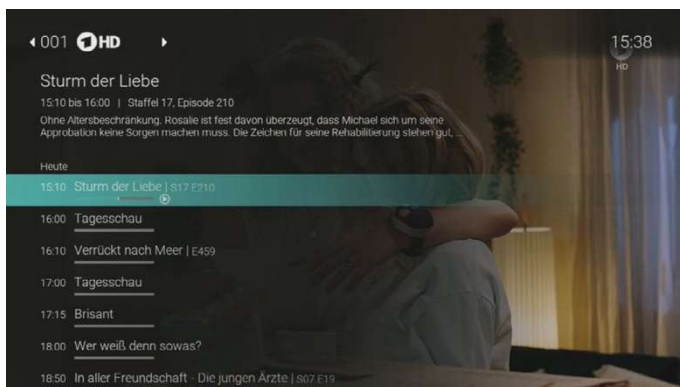 001 1 HD
15:38
HD
Sturm der Liebe
15:10 bis 16:00 | Staffel 17, Episode 210
Ohne Altersbeschränkung. Rosalie ist fest davon überzeugt, dass Michael sich um seine
Approbation keine Sorgen machen muss. Die Zeichen für seine Rehabilitierung stehen gut, ...
Heute
15:10 Sturm der Liebe | S17 E210
16:00 Tagesschau
16:10 Verrückt nach Meer | E459
17:00 Tagesschau
17:15 Brisant
18:00 Wer weiß denn sowas?
18:50 In aller Freundschaft - Die jungen Ärzte | S07 E19